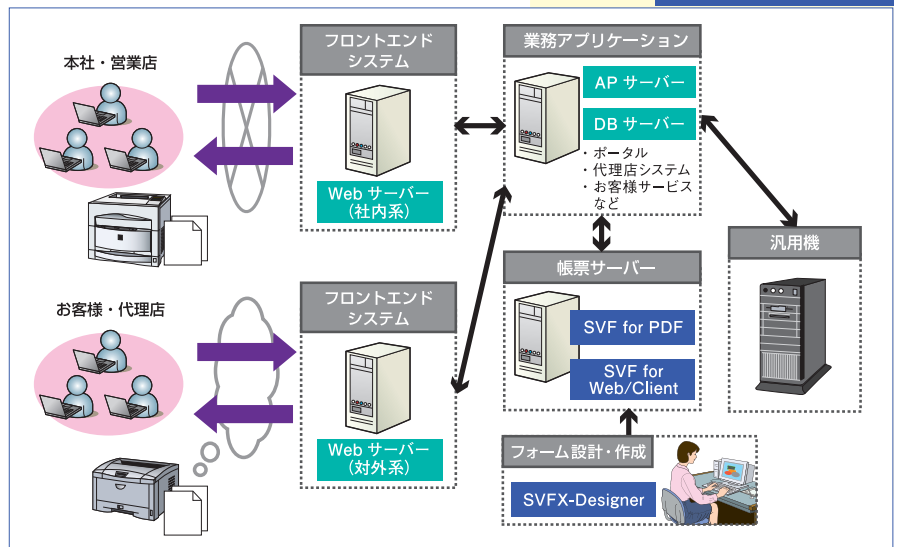 本社・営業店
フロントエンド
システム
Web サーバー
(社内系)
業務アプリケーション
AP サーバー
DB サーバー
・ポータル
・代理店システム
・お客様サービス
など
汎用機
お客様・代理店
フロントエンド
システム
Web サーバー
(対外系)
帳票サーバー
SVF for PDF
SVF for
Web/Client
フォーム設計・作成
SVFX-Designer